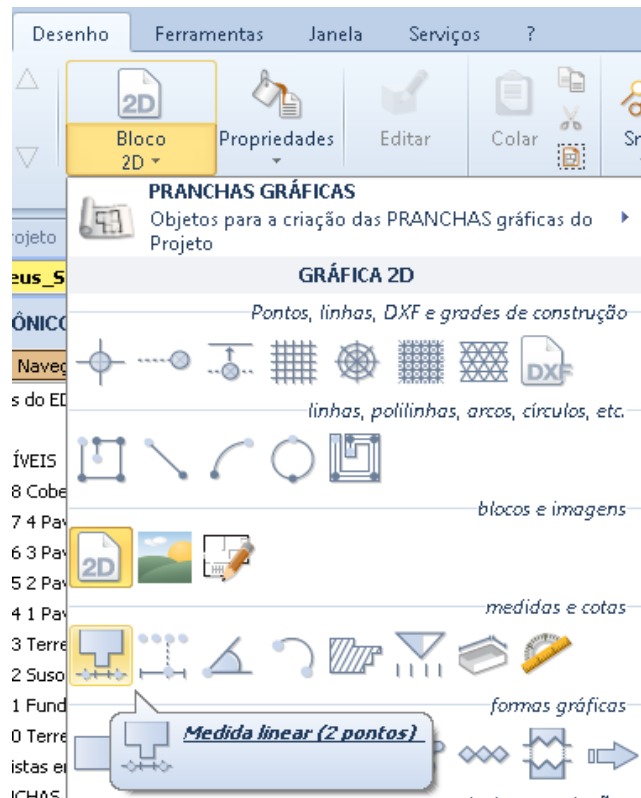 Desenho Ferramentas Janela Serviços ?
2D
Bloco
2D
Propriedades
Editar
Colar
PRANCHAS GRÁFICAS
Objetos para a criação das PRANCHAS gráficas do
Projeto
GRÁFICA 2D
Pontos, linhas, DXF e grades de construção
DXF
linhas, polilinhas, arcos, círculos, etc.
blocos e imagens
2D
medidas e cotas
formas gráficas
Medida linear (2 pontos)
rojeto
eus_S
ÔNICO
Naveg
s do ED
ÍVEIS
8 Cobe
7 4 Pav
6 3 Pav
5 2 Pav
4 1 Pav
3 Terre
2 Suso
1 Fund
0 Terre
istas e